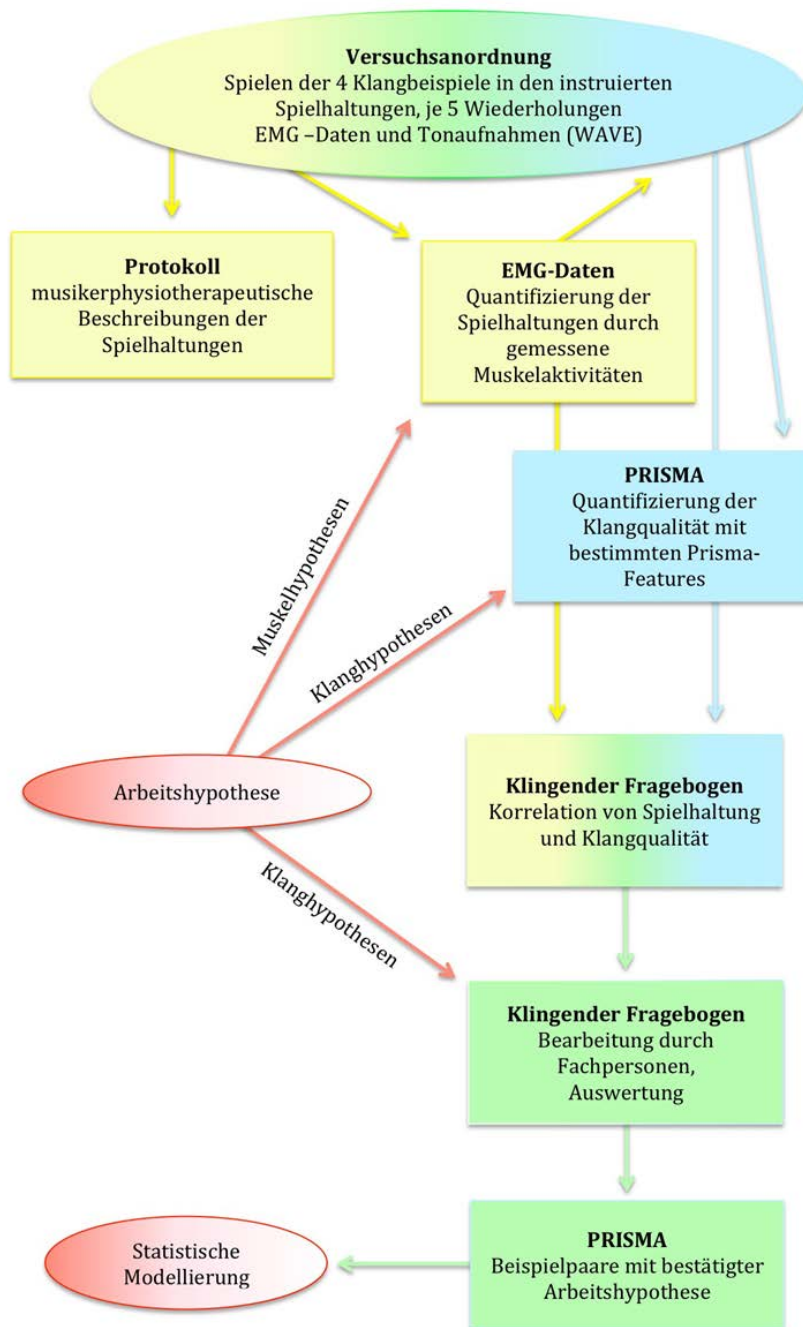 Versuchsanordnung
Spielen der 4 Klangbeispiele in den instruierten
Spielhaltungen, je 5 Wiederholungen
EMG –Daten und Tonaufnahmen (WAVE)
Protokoll
musikerphysiotherapeutische
Beschreibungen der
Spielhaltungen
EMG-Daten
Quantifizierung der
Spielhaltungen durch
gemessene
Muskelaktivitäten
PRISMA
Quantifizierung der
Klangqualität mit
bestimmten Prisma-
Features
Muskelhypothesen
Klanghypothesen
Arbeitshypothese
Klingender Fragebogen
Korrelation von Spielhaltung
und Klangqualität
Klanghypothesen
Klingender Fragebogen
Bearbeitung durch
Fachpersonen,
Auswertung
PRISMA
Beispielpaare mit bestätigter
Arbeitshypothese
Statistische
Modellierung